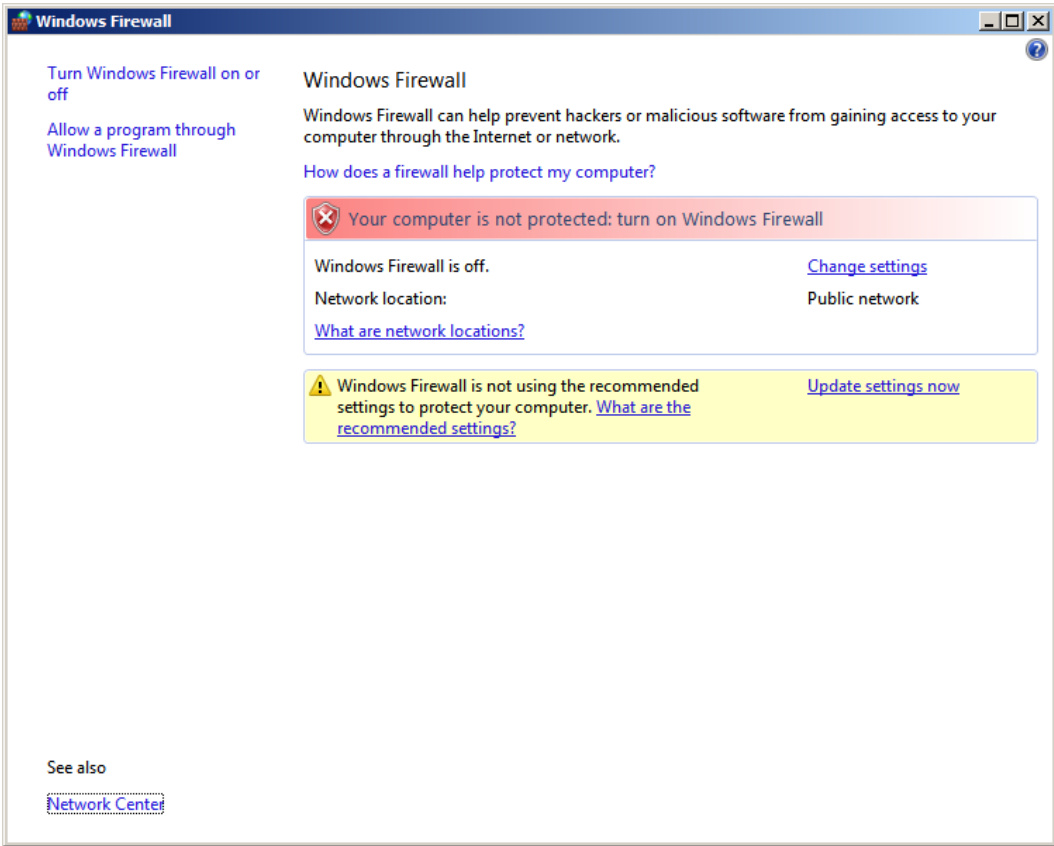 Windows Firewall
Turn Windows Firewall on or
off
Allow a program through
Windows Firewall
Windows Firewall
Windows Firewall can help prevent hackers or malicious software from gaining access to your
computer through the Internet or network.
How does a firewall help protect my computer?
Your computer is not protected: turn on Windows Firewall
Windows Firewall is off.
Change settings
Network location:
Public network
What are network locations?
Windows Firewall is not using the recommended
settings to protect your computer. What are the
recommended settings?
Update settings now
See also
Network Center